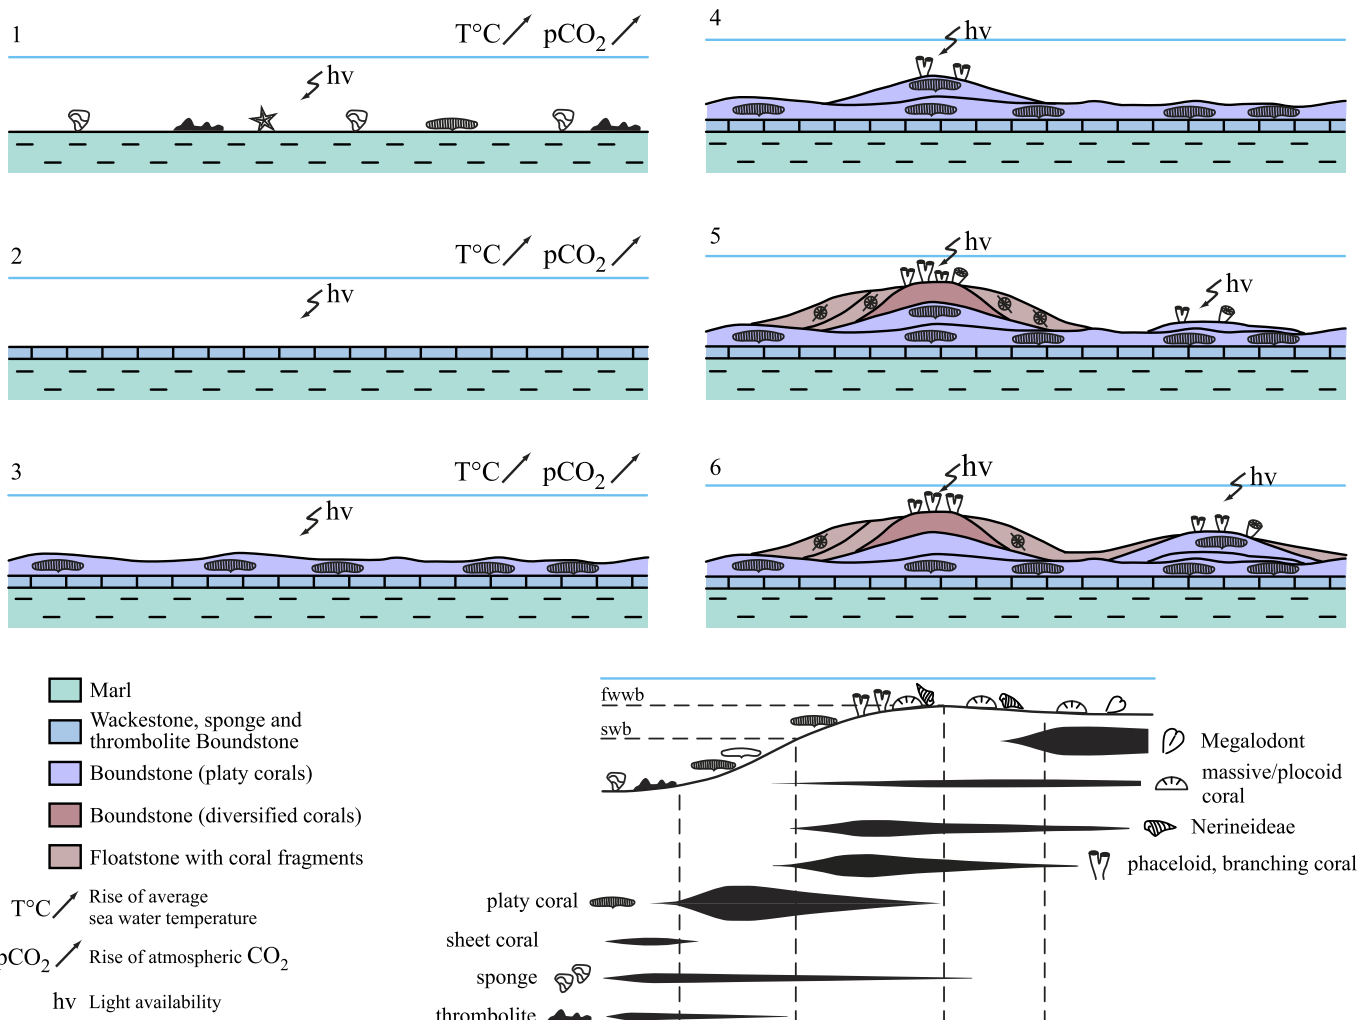 1
T°C pCO2
hv
2
T°C pCO2
hv
3
T°C pCO2
hv
4
hv
5
hv
hv
6
hv
hv
Marl
Wackestone, sponge and
thrombolite Boundstone
Boundstone (platy corals)
Boundstone (diversified corals)
Floatstone with coral fragments
T°C Rise of average
sea water temperature
pCO2 Rise of atmospheric CO2
hv Light availability
fwwb
swb
Megalodont
massive/plocoid
coral
Nerineideae
phaceloid, branching coral
platy coral
sheet coral
sponge
thrombolite